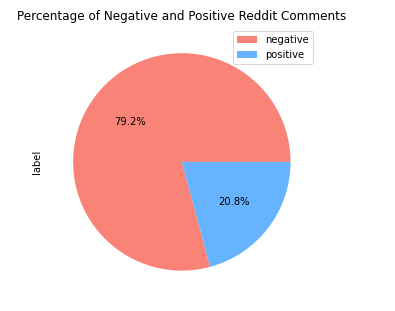 Percentage of Negative and Positive Reddit Comments
negative
positive
79.2%
label
20.8%